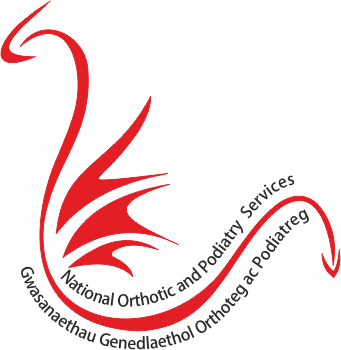 National Orthotic and Podiatry Services
Gwasanaethau Genedlaethol Orthoteg ac Podiatreg